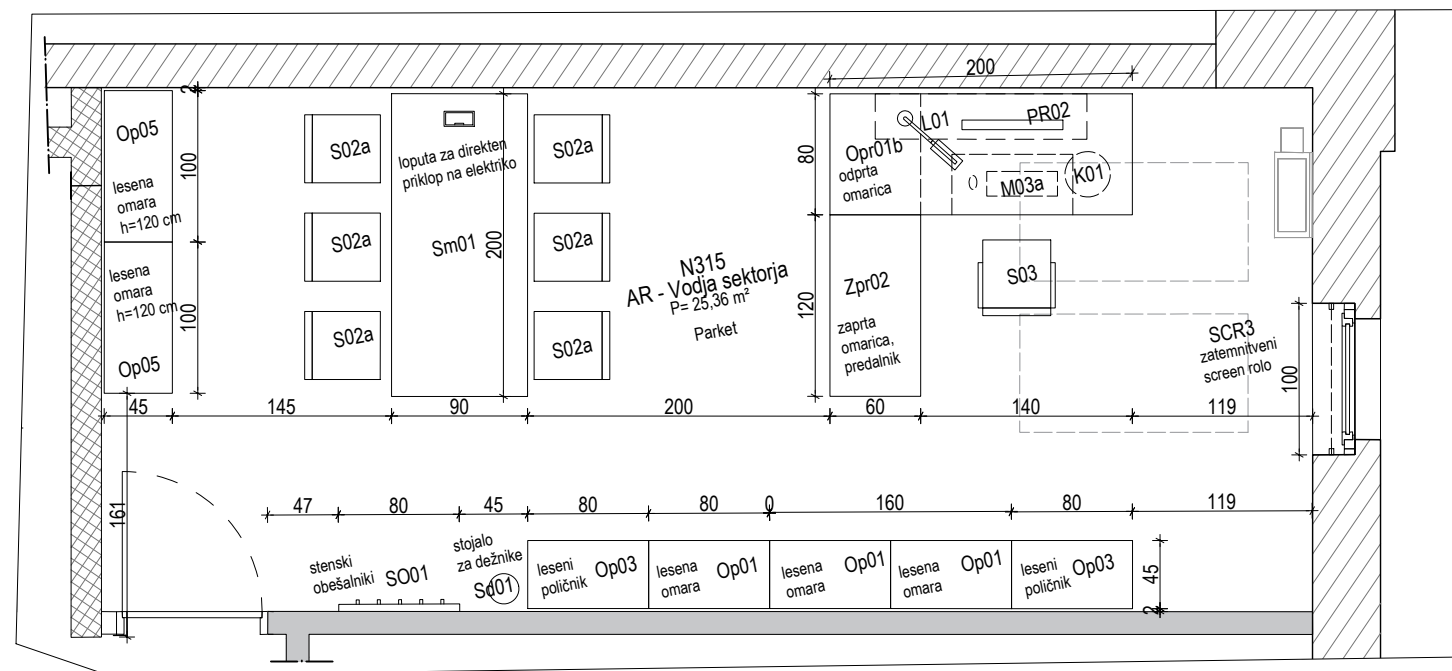 200
2
Op05
lesena
omara
h=120 cm
100
lesena
omara
h=120 cm
Op05
100
S02a
S02a
S02a
loputa za direkten
priklop na elektriko
Sm01
200
S02a
S02a
S02a
N315
AR - Vodja sektorja
P= 25,36 m²
Parket
80
120
Opr01b
odprta
omarica
L01
PR02
M03a
K01
Zpr02
zaprta
omarica,
predalnik
S03
SCR3
zatemnitveni
screen rolo
100
45
145
90
200
60
140
119
161
47
80
45
80
80
0
160
80
119
stenski
obešalniki
SO01
stojalo
za dežnike
Sd01
leseni
poličnik
Op03
lesena
omara
Op01
lesena
omara
Op01
lesena
omara
Op01
leseni
poličnik
Op03
45
2